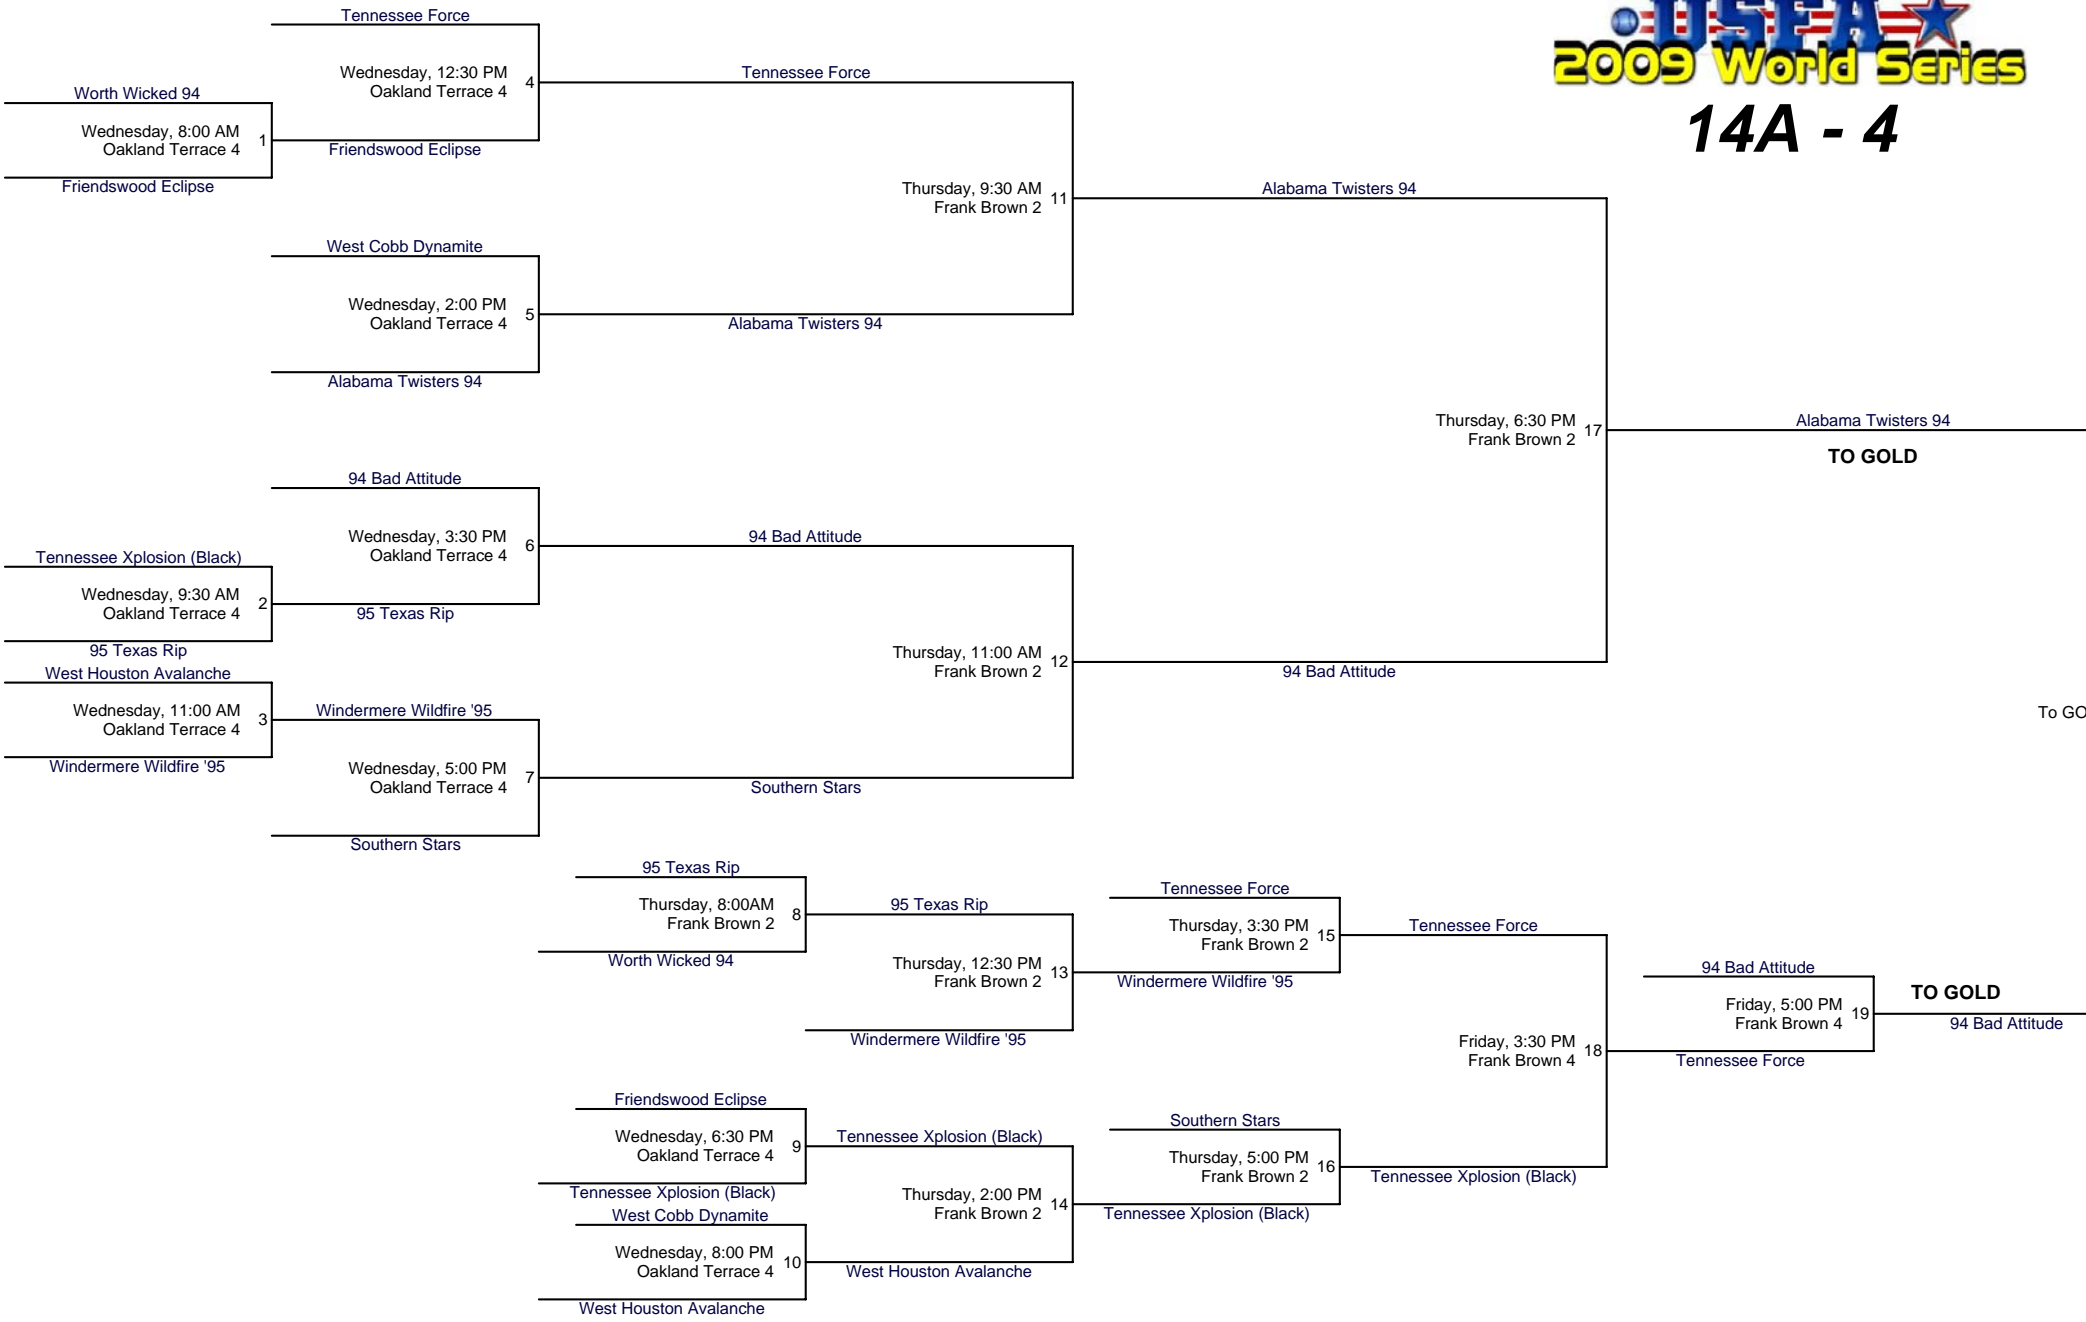 USFA
2009 World Series
14A - 4
Tennessee Force
Wednesday, 12:30 PM
Oakland Terrace 4
4
Tennessee Force
Worth Wicked 94
Wednesday, 8:00 AM
Oakland Terrace 4
1
Friendswood Eclipse
Friendswood Eclipse
Thursday, 9:30 AM
Frank Brown 2
11
Alabama Twisters 94
West Cobb Dynamite
Wednesday, 2:00 PM
Oakland Terrace 4
5
Alabama Twisters 94
Alabama Twisters 94
Thursday, 6:30 PM
Frank Brown 2
17
Alabama Twisters 94
TO GOLD
94 Bad Attitude
Wednesday, 3:30 PM
Oakland Terrace 4
6
94 Bad Attitude
Tennessee Xplosion (Black)
Wednesday, 9:30 AM
Oakland Terrace 4
2
95 Texas Rip
95 Texas Rip
Thursday, 11:00 AM
Frank Brown 2
12
94 Bad Attitude
West Houston Avalanche
Wednesday, 11:00 AM
Oakland Terrace 4
3
Windermere Wildfire '95
To GO
Windermere Wildfire '95
Wednesday, 5:00 PM
Oakland Terrace 4
7
Southern Stars
Southern Stars
95 Texas Rip
Thursday, 8:00AM
Frank Brown 2
8
95 Texas Rip
Worth Wicked 94
Thursday, 12:30 PM
Frank Brown 2
13
Windermere Wildfire '95
Windermere Wildfire '95
Tennessee Force
Thursday, 3:30 PM
Frank Brown 2
15
Tennessee Force
94 Bad Attitude
Friday, 5:00 PM
Frank Brown 4
19
TO GOLD
94 Bad Attitude
Friday, 3:30 PM
Frank Brown 4
18
Tennessee Force
Friendswood Eclipse
Wednesday, 6:30 PM
Oakland Terrace 4
9
Tennessee Xplosion (Black)
Tennessee Xplosion (Black)
Southern Stars
Thursday, 5:00 PM
Frank Brown 2
16
Tennessee Xplosion (Black)
Thursday, 2:00 PM
Frank Brown 2
14
Tennessee Xplosion (Black)
West Cobb Dynamite
Wednesday, 8:00 PM
Oakland Terrace 4
10
West Houston Avalanche
West Houston Avalanche